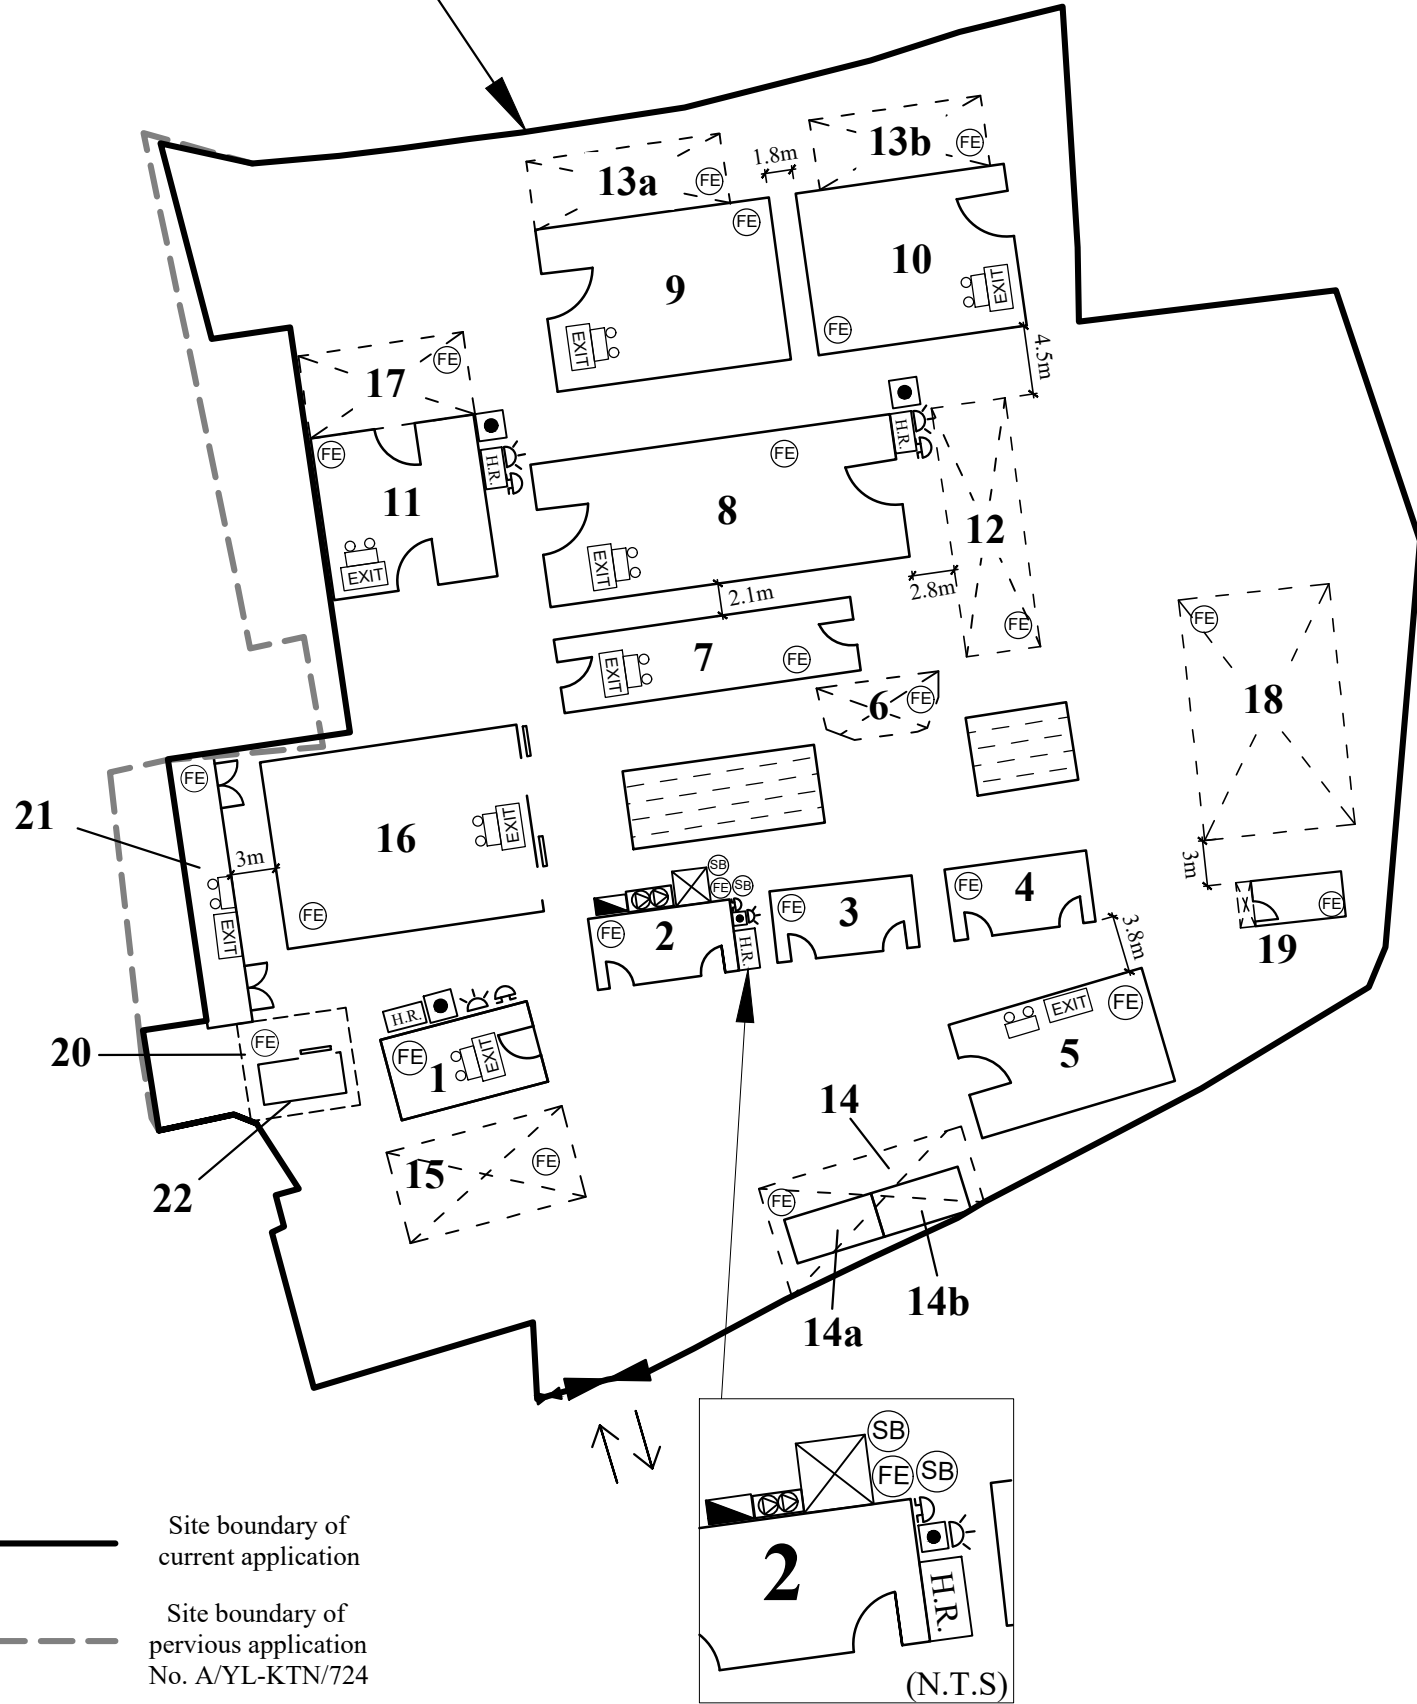 13b
FE
1.8m
13a
FE
FE
10
EXIT
FE
9
EXIT
4.5m
17
FE
FE
H.R.
11
EXIT
H.R.
FE
8
EXIT
12
2.8m
FE
2.1m
7
EXIT
FE
6
FE
FE
18
3m
FE
19
21
FE
3m
EXIT
16
EXIT
FE
SB
FE
SB
FE
2
H.R.
FE
3
FE
4
3.8m
EXIT
FE
5
H.R.
FE
1
EXIT
20
FE
22
15
FE
14
FE
14a
14b
SB
FE
SB
2
H.R.
(N.T.S)
Site boundary of
current application
Site boundary of
pervious application
No. A/YL-KTN/724